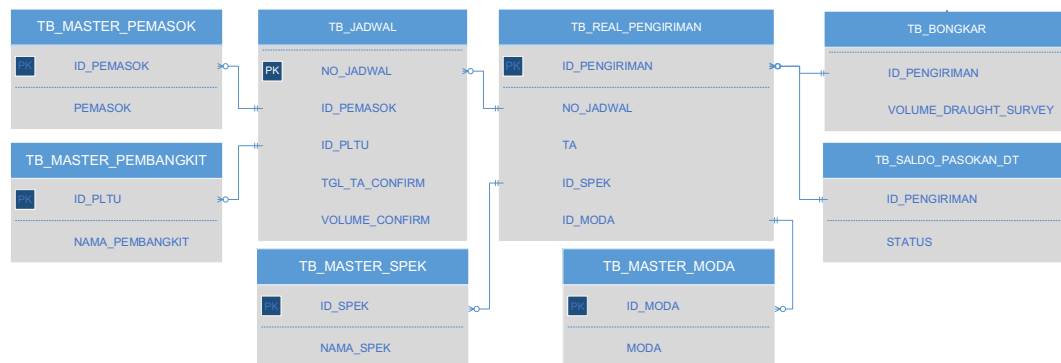 TB_MASTER_PEMASOK
PK ID_PEMASOK
PEMASOK
TB_MASTER_PEMBANGKIT
PK ID_PLTU
NAMA_PEMBANGKIT
TB_JADWAL
PK NO_JADWAL
ID_PEMASOK
ID_PLTU
TGL_TA_CONFIRM
VOLUME_CONFIRM
TB_MASTER_SPEK
PK ID_SPEK
NAMA_SPEK
TB_REAL_PENGIRIMAN
PK ID_PENGIRIMAN
NO_JADWAL
TA
ID_SPEK
ID_MODA
TB_MASTER_MODA
PK ID_MODA
MODA
TB_BONGKAR
ID_PENGIRIMAN
VOLUME_DRAUGHT_SURVEY
TB_SALDO_PASOKAN_DT
ID_PENGIRIMAN
STATUS